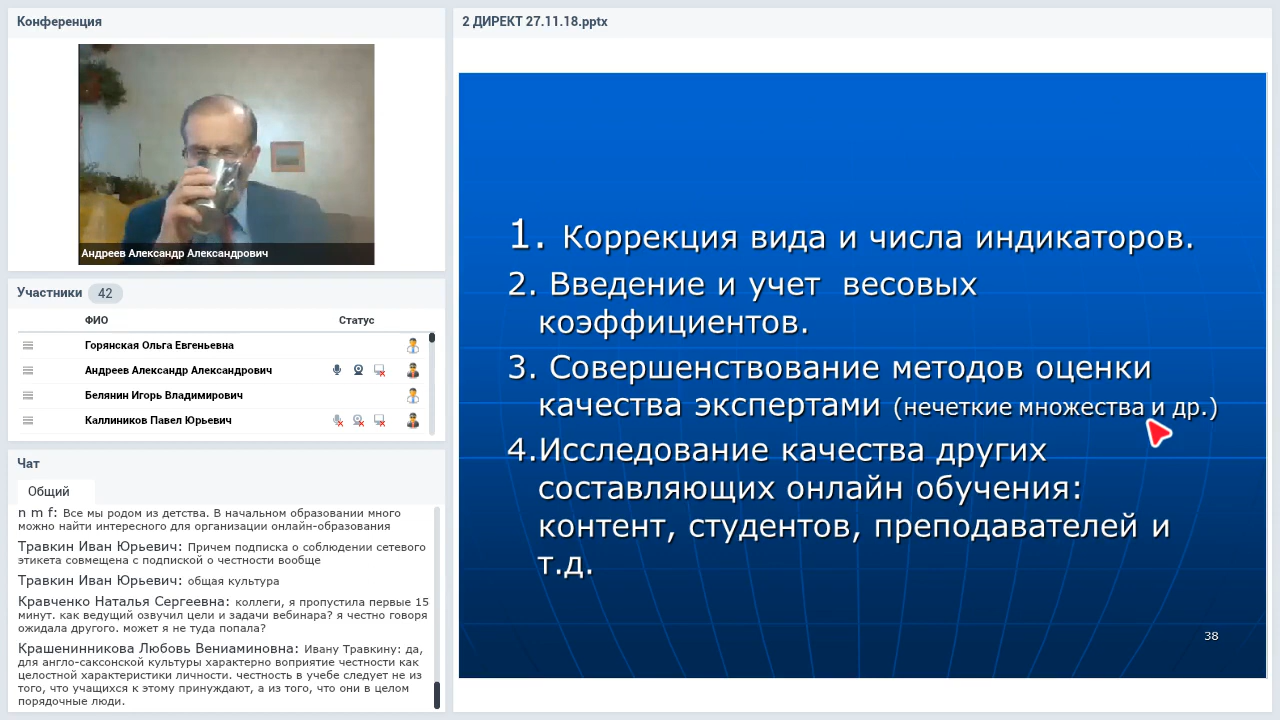 Конференция
Андреев Александр Александрович
Участники 42
ФИО Статус
Горянская Ольга Евгеньевна
Андреев Александр Александрович
Белянин Игорь Владимирович
Каллиников Павел Юрьевич
Чат
Общий
n m f: Все мы родом из детства. В начальном образовании много
можно найти интересного для организации онлайн-образования
Травкин Иван Юрьевич: Причем подписка о соблюдении сетевого
этикета совмещена с подпиской о честности вообще
Травкин Иван Юрьевич: общая культура
Кравченко Наталья Сергеевна: коллеги, я пропустила первые 15
минут. как ведущий озвучил цели и задачи вебинара? я честно говоря
ожидала другого. может я не туда попала?
Крашенинникова Любовь Вениаминовна: Ивану Травкину: да,
для англо-саксонской культуры характерно воприятие честности как
целостной характеристики личности. честность в учебе следует не из
того, что учащихся к этому принуждают, а из того, что они в целом
порядочные люди.
2 ДИРЕКТ 27.11.18.pptx
1. Коррекция вида и числа индикаторов.
2. Введение и учет весовых
коэффициентов.
3. Совершенствование методов оценки
качества экспертами (нечеткие множества и др.)
4.Исследование качества других
составляющих онлайн обучения:
контент, студентов, преподавателей и
т.д.
38